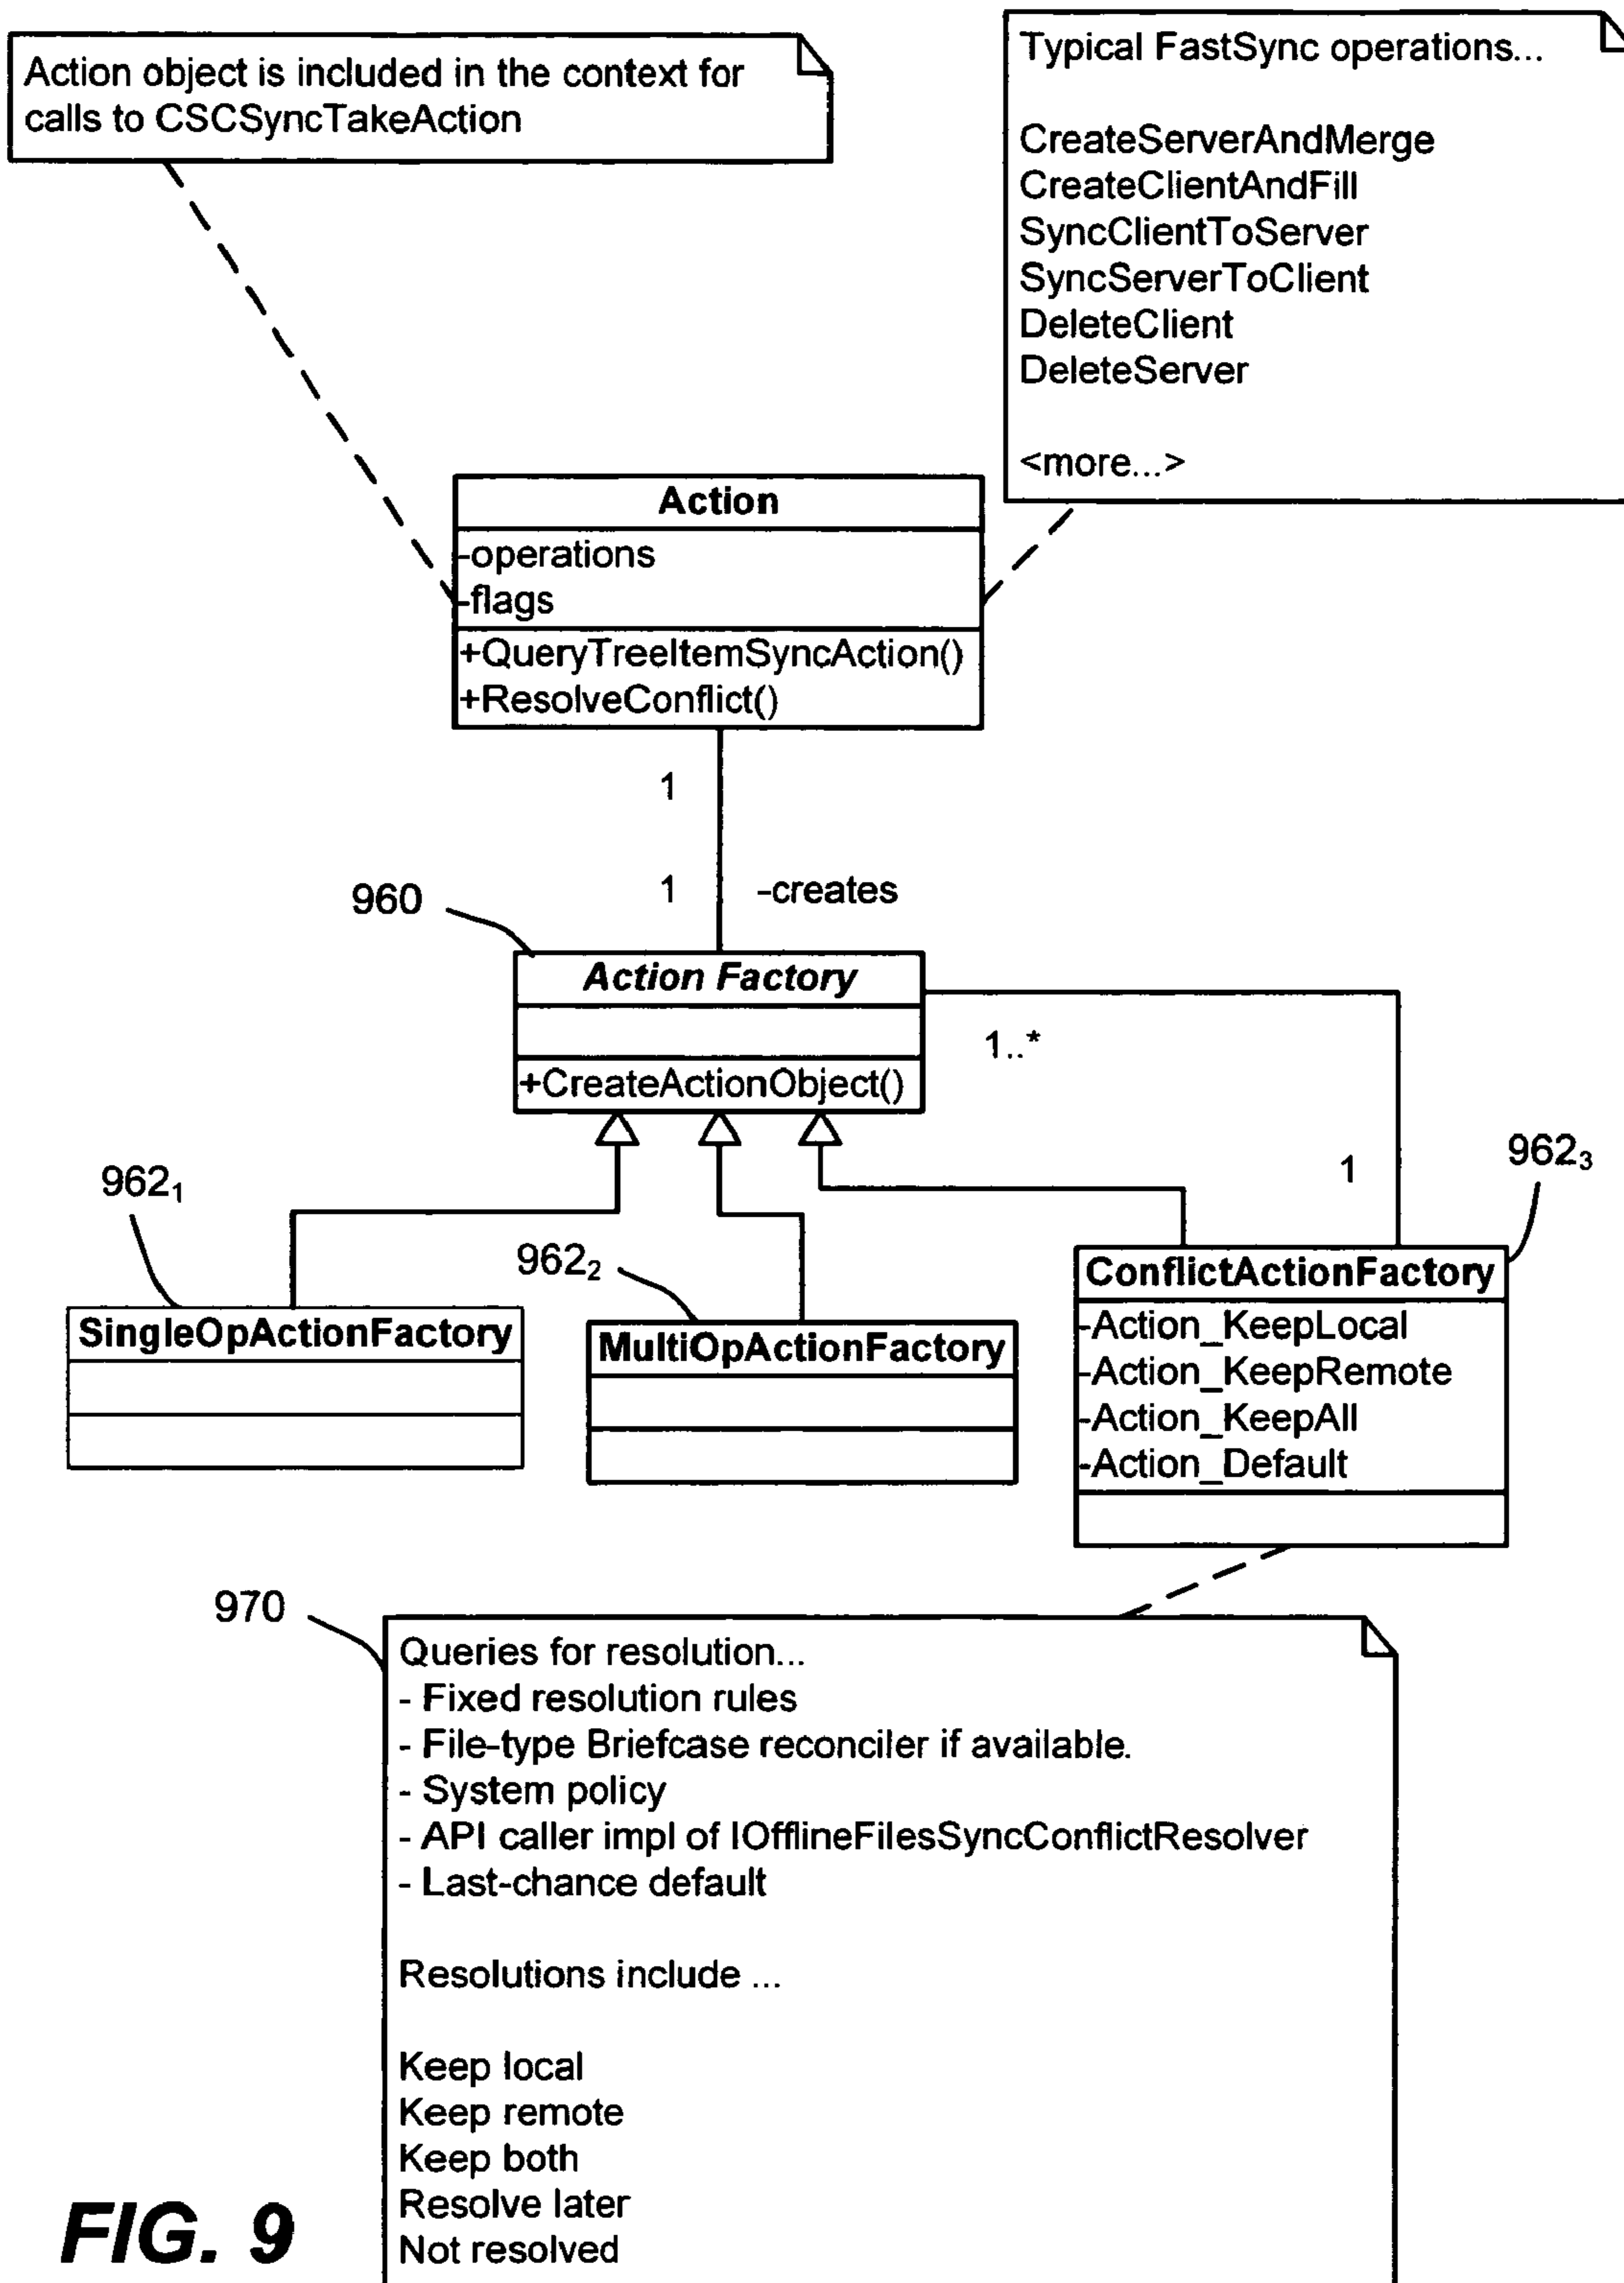 Action object is included in the context for
calls to CSCSyncTakeAction
Typical FastSync operations...
CreateServerAndMerge
CreateClientAndFill
SyncClientToServer
SyncServerToClient
DeleteClient
DeleteServer
<more...>
Action
-operations
-flags
+QueryTreeItemSyncAction()
+ResolveConflict()
1
1 -creates
960
Action Factory
+CreateActionObject()
1..*
1
962₁
SingleOpActionFactory
962₂
MultiOpActionFactory
962₃
ConflictActionFactory
-Action_KeepLocal
-Action_KeepRemote
-Action_KeepAll
-Action_Default
970
Queries for resolution...
- Fixed resolution rules
- File-type Briefcase reconciler if available.
- System policy
- API caller impl of IOfflineFilesSyncConflictResolver
- Last-chance default
Resolutions include ...
Keep local
Keep remote
Keep both
Resolve later
Not resolved
FIG. 9